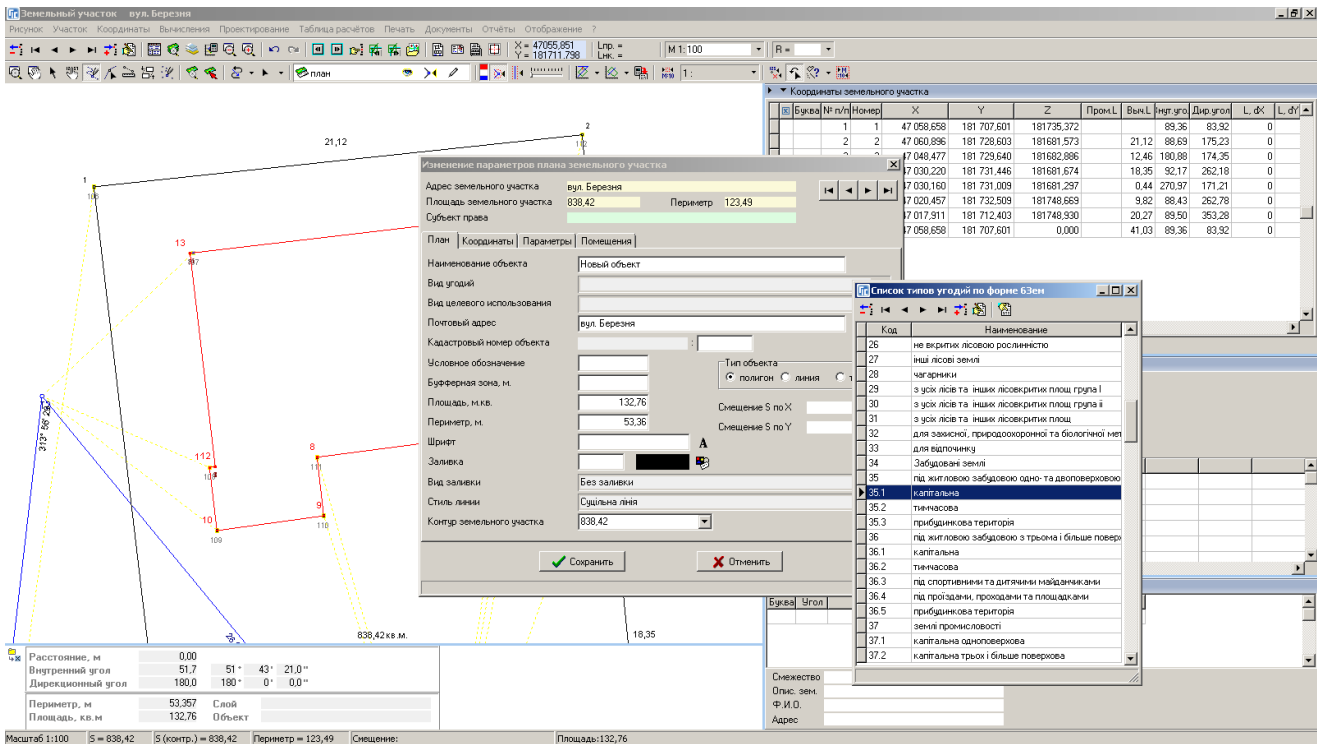 Земельный участок вул. Березня
Рисунок Участок Координаты Вычисления Проектирование Таблица расчётов Печать Документы Отчёты Отображение ?
X = 47055,851 Lпр. = M 1:100 R =
Y = 181711,798 Lнк. =
план 1:
Координаты земельного участка
Буква № п/п Номер X Y Z Пром.L Выч.L Дир.угол L, dX L, dY
1 1 47 058,658 181 707,601 181735,372 89,36 83,92 0
2 2 47 060,896 181 728,603 181681,573 21,12 88,69 175,23 0
47 048,477 181 729,640 181682,886 12,46 180,88 174,35 0
47 030,220 181 731,446 181681,674 18,35 92,17 262,18 0
47 030,160 181 731,009 181681,297 0,44 270,97 171,21 0
47 020,457 181 732,509 181748,669 9,82 88,43 262,78 0
47 017,911 181 712,403 181748,930 20,27 89,50 353,28 0
47 058,658 181 707,601 0,000 41,03 89,36 83,92 0
21,12
2
112
1
106
13
112
8
111
9
110
10
109
313° 56' 29"
838,42 кв.м.
18,35
Изменение параметров плана земельного участка
Адрес земельного участка вул. Березня
Площадь земельного участка 838,42 Периметр 123,49
Субъект права
План Координаты Параметры Помещения
Наименование объекта Новый объект
Вид угодий
Вид целевого использования
Почтовый адрес вул. Березня
Кадастровый номер объекта :
Условное обозначение
Тип объекта
полигон линия
Буфферная зона, м.
Площадь, м.кв. 132,76 Смещение S по X
Периметр, м. 53,36 Смещение S по Y
Шрифт A
Заливка
Вид заливки Без заливки
Стиль линии Суцільна лінія
Контур земельного участка 838,42
Сохранить Отменить
Список типов угодий по форме 6Зем
Код Наименование
26 не вкритих лісовою рослинністю
27 інші лісові землі
28 чагарники
29 з усіх лісів та інших лісовкритих площ група I
30 з усіх лісів та інших лісовкритих площ група іі
31 з усіх лісів та інших лісовкритих площ
32 для захисної, природоохоронної та біологічної мет
33 для відпочинку
34 Забудовані землі
35 під житловою забудовою одно- та двоповерховою
35.1 капітальна
35.2 тимчасова
35.3 прибудинкова територія
36 під житловою забудовою з трьома і більше поверх
36.1 капітальна
36.2 тимчасова
36.3 під спортивними та дитячими майданчиками
36.4 під проїздами, проходами та площадками
36.5 прибудинкова територія
37 землі промисловості
37.1 капітальна одноповерхова
37.2 капітальна трьох і більше поверхова
Буква Угол
Смежество
Опис. зем.
Ф.И.О.
Адрес
Расстояние, м 0,00
Внутренний угол 51,7 51 ° 43 ' 21,0 "
Дирекционный угол 180,0 180 ° 0 ' 0,0 "
Периметр, м 53,357 Слой
Площадь, кв.м 132,76 Объект
Масштаб 1:100 S = 838,42 S (контр.) = 838,42 Периметр = 123,49 Смещение: Площадь:132,76